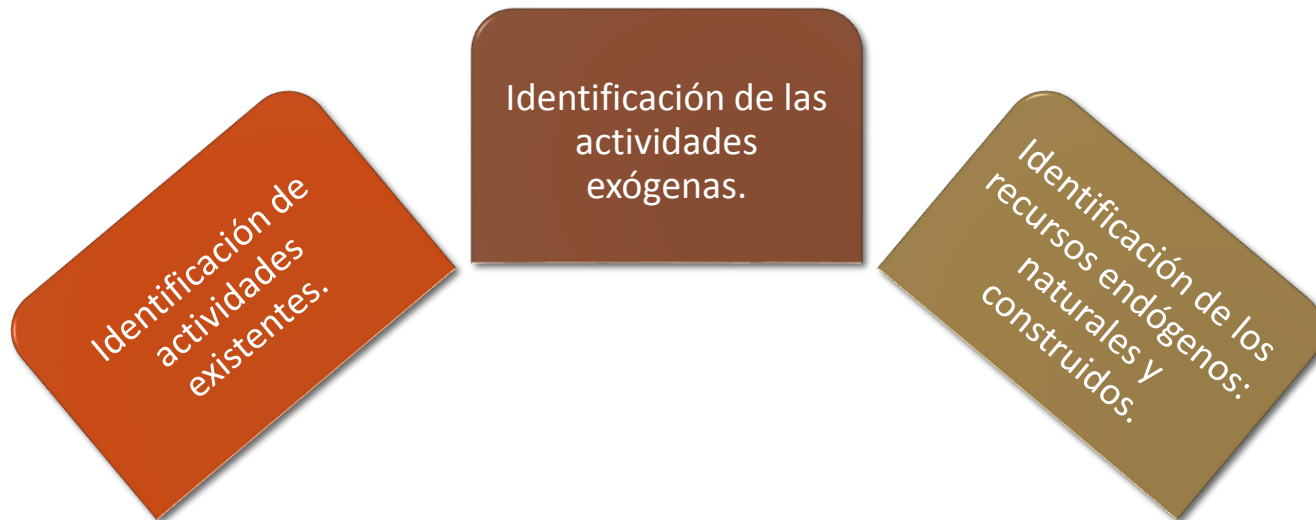 Identificación de
actividades
existentes.
Identificación de las
actividades
exógenas.
Identificación de los
recursos endógenos:
naturales y
construidos.